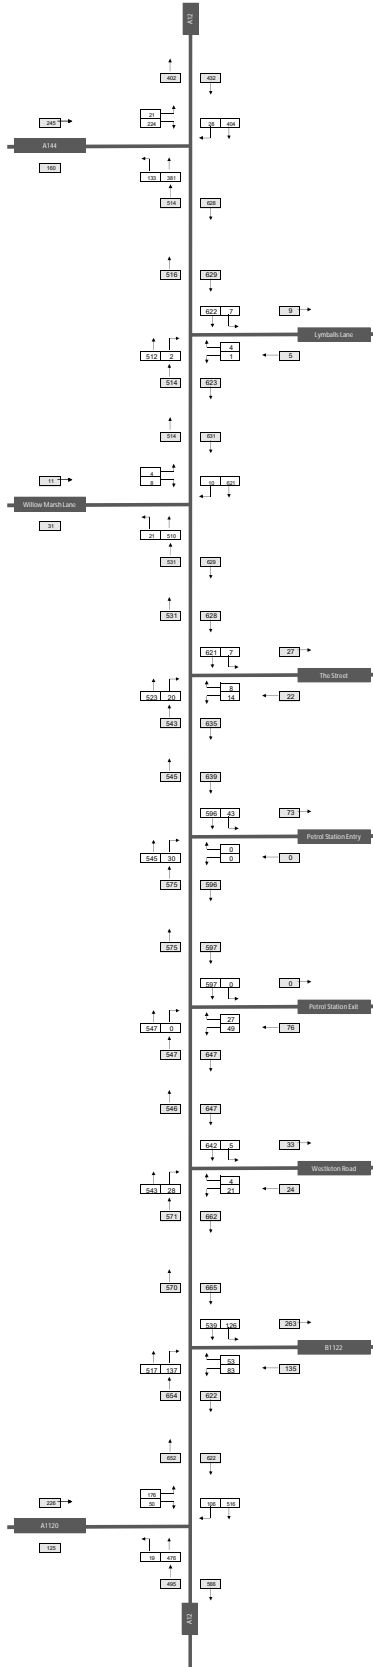 A12
402 432
21
245 224 28 404
A144
160 133 381
514 628
516 629
622 7 9
Lymballs Lane
4
512 2 1 5
514 623
514 631
4
11 8 10 621
Willow Marsh Lane
31 21 510
531 629
531 628
621 7 27
The Street
8
523 20 14 22
543 635
545 639
596 43 73
Petrol Station Entry
0
545 30 0 0
575 596
575 597
597 0 0
Petrol Station Exit
27
547 0 49 76
547 647
546 647
642 5 33
Westleton Road
4
543 28 21 24
571 662
570 665
539 126 263
B1122
53
517 137 83 135
654 622
652 622
176
226 50 106 516
A1120
125 19 476
495 566
A12